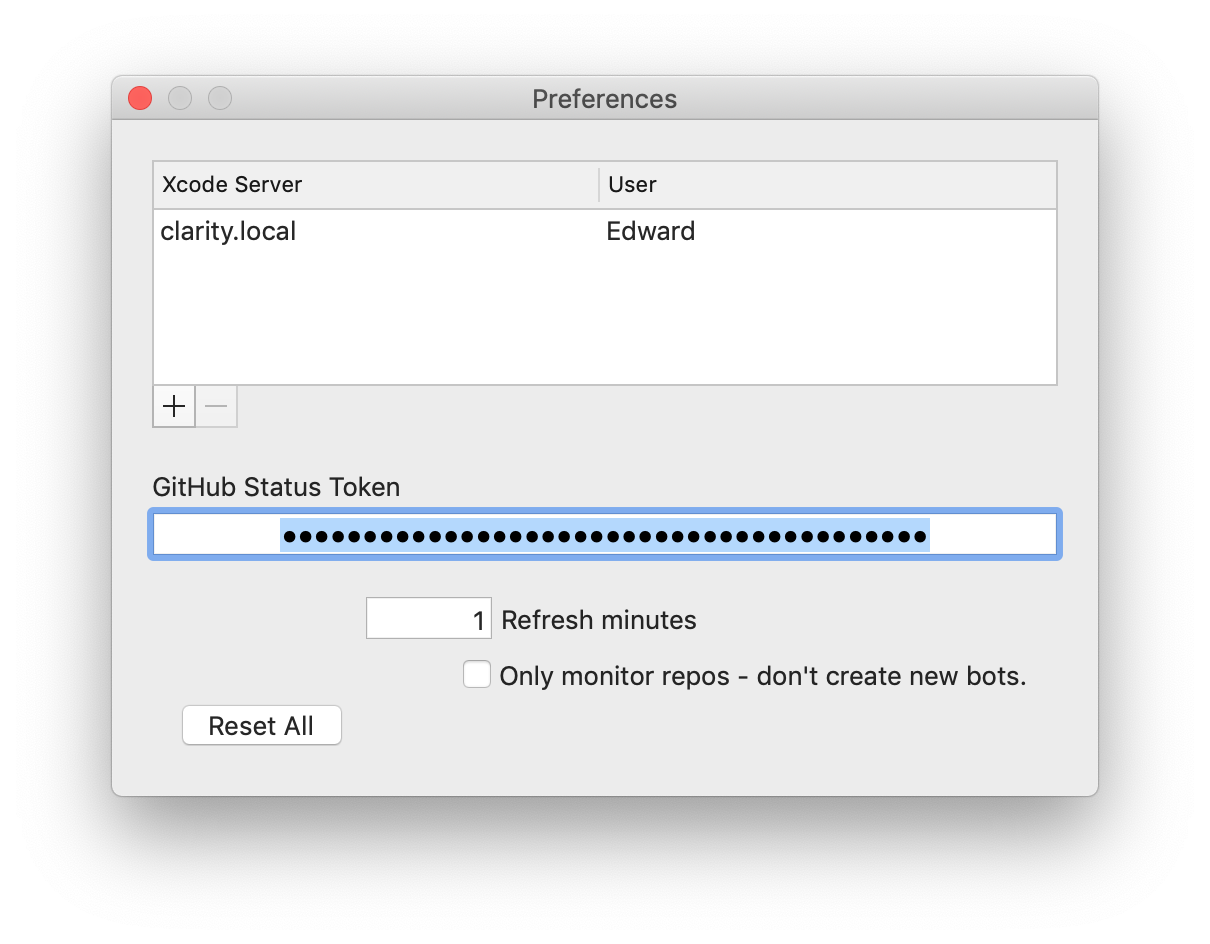 Preferences
Xcode Server User
clarity.local Edward
GitHub Status Token
••••••••••••••••••••••••••••••••••••••••
1 Refresh minutes
Only monitor repos - don't create new bots.
Reset All